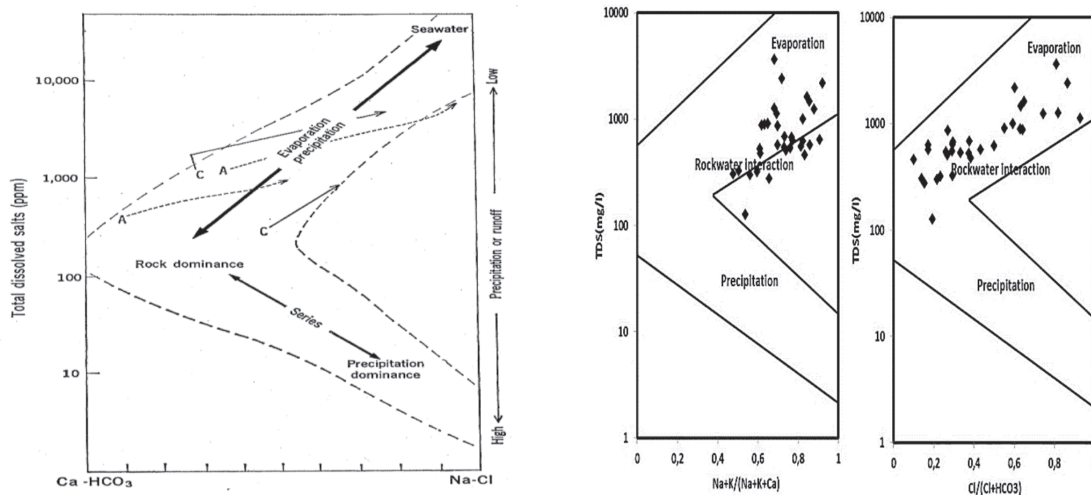 Seawater
10,000
Low
Evaporation
precipitation
C
A
1,000
A
C
Total dissolved salts (ppm)
Precipitation or runoff
Rock dominance
100
Series
Precipitation
dominance
10
High
Ca -HCO3
Na-Cl
10000
Evaporation
1000
Rockwater interaction
100
TDS(mg/l)
Precipitation
10
1
0
0,2
0,4
0,6
0,8
1
Na+K/(Na+K+Ca)
10000
Evaporation
1000
Rockwater interaction
100
TDS(mg/l)
Precipitation
10
1
0
0,2
0,4
0,6
0,8
Cl/(Cl+HCO3)